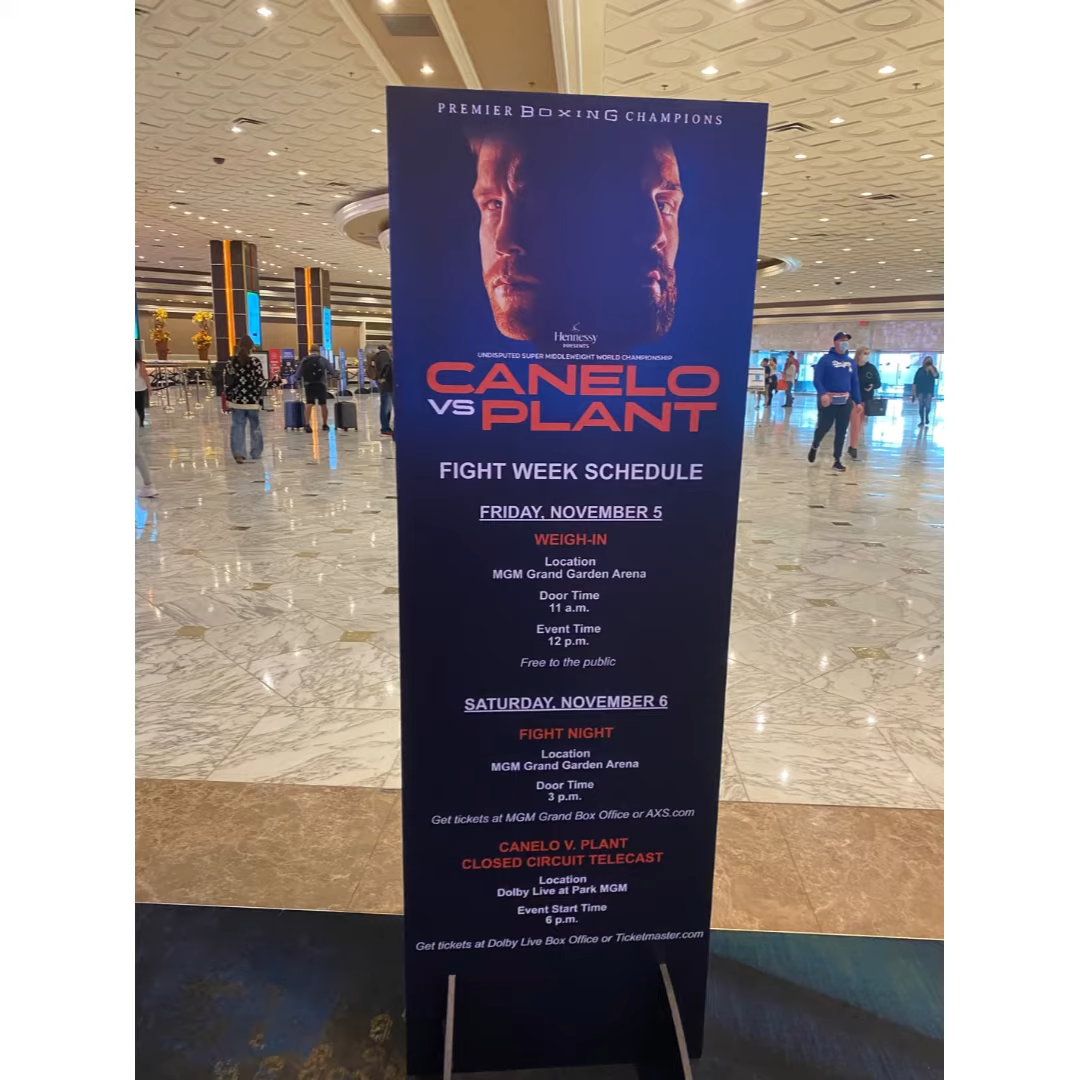 PREMIER BOXING CHAMPIONS
Hennessy
PRESENTS
UNDISPUTED SUPER MIDDLEWEIGHT WORLD CHAMPIONSHIP
CANELO
VS PLANT
FIGHT WEEK SCHEDULE
FRIDAY, NOVEMBER 5
WEIGH-IN
Location
MGM Grand Garden Arena
Door Time
11 a.m.
Event Time
12 p.m.
Free to the public
SATURDAY, NOVEMBER 6
FIGHT NIGHT
Location
MGM Grand Garden Arena
Door Time
3 p.m.
Get tickets at MGM Grand Box Office or AXS.com
CANELO V. PLANT
CLOSED CIRCUIT TELECAST
Location
Dolby Live at Park MGM
Event Start Time
6 p.m.
Get tickets at Dolby Live Box Office or Ticketmaster.com